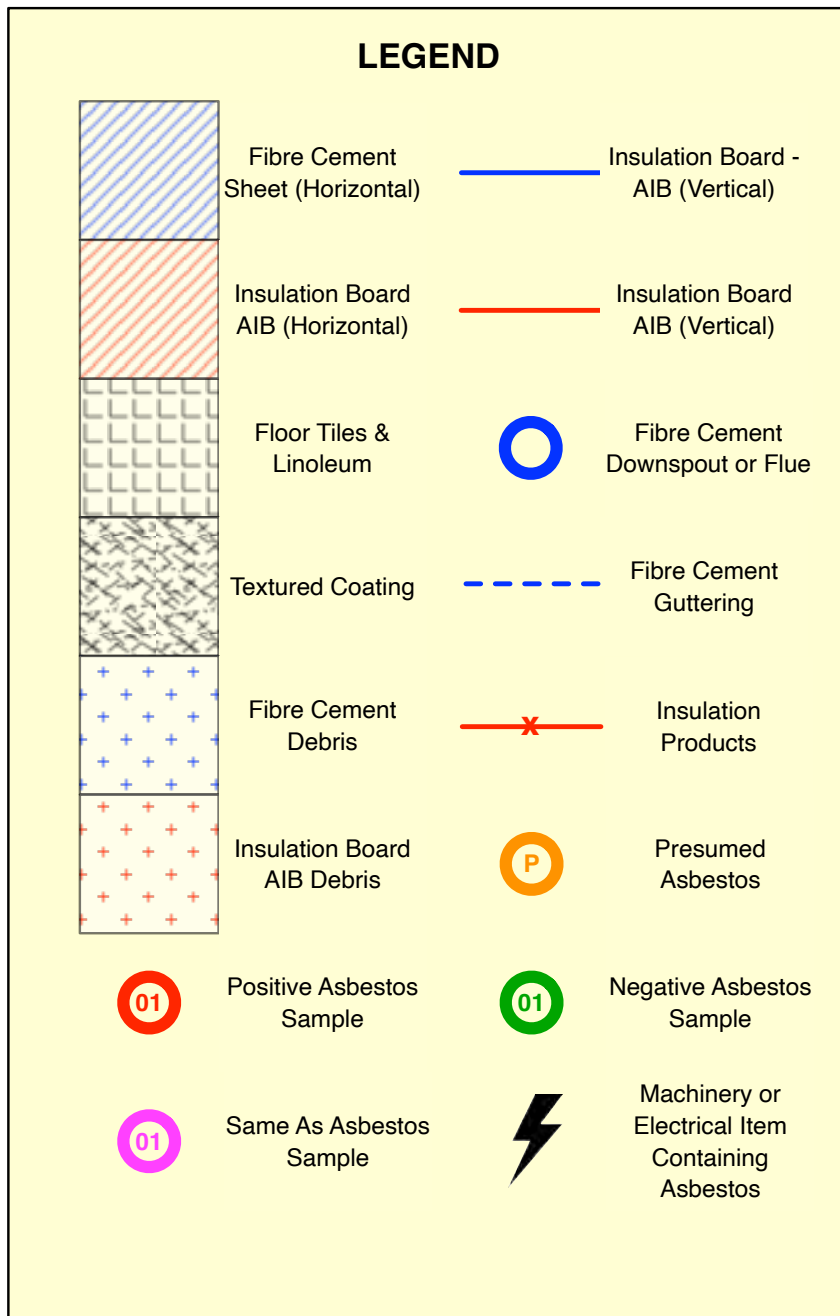 LEGEND
Fibre Cement
Sheet (Horizontal)
Insulation Board -
AIB (Vertical)
Insulation Board
AIB (Horizontal)
Insulation Board
AIB (Vertical)
Floor Tiles &
Linoleum
Fibre Cement
Downspout or Flue
Textured Coating
Fibre Cement
Guttering
Fibre Cement
Debris
x
Insulation
Products
Insulation Board
AIB Debris
P
Presumed
Asbestos
01
Positive Asbestos
Sample
01
Negative Asbestos
Sample
01
Same As Asbestos
Sample
Machinery or
Electrical Item
Containing
Asbestos